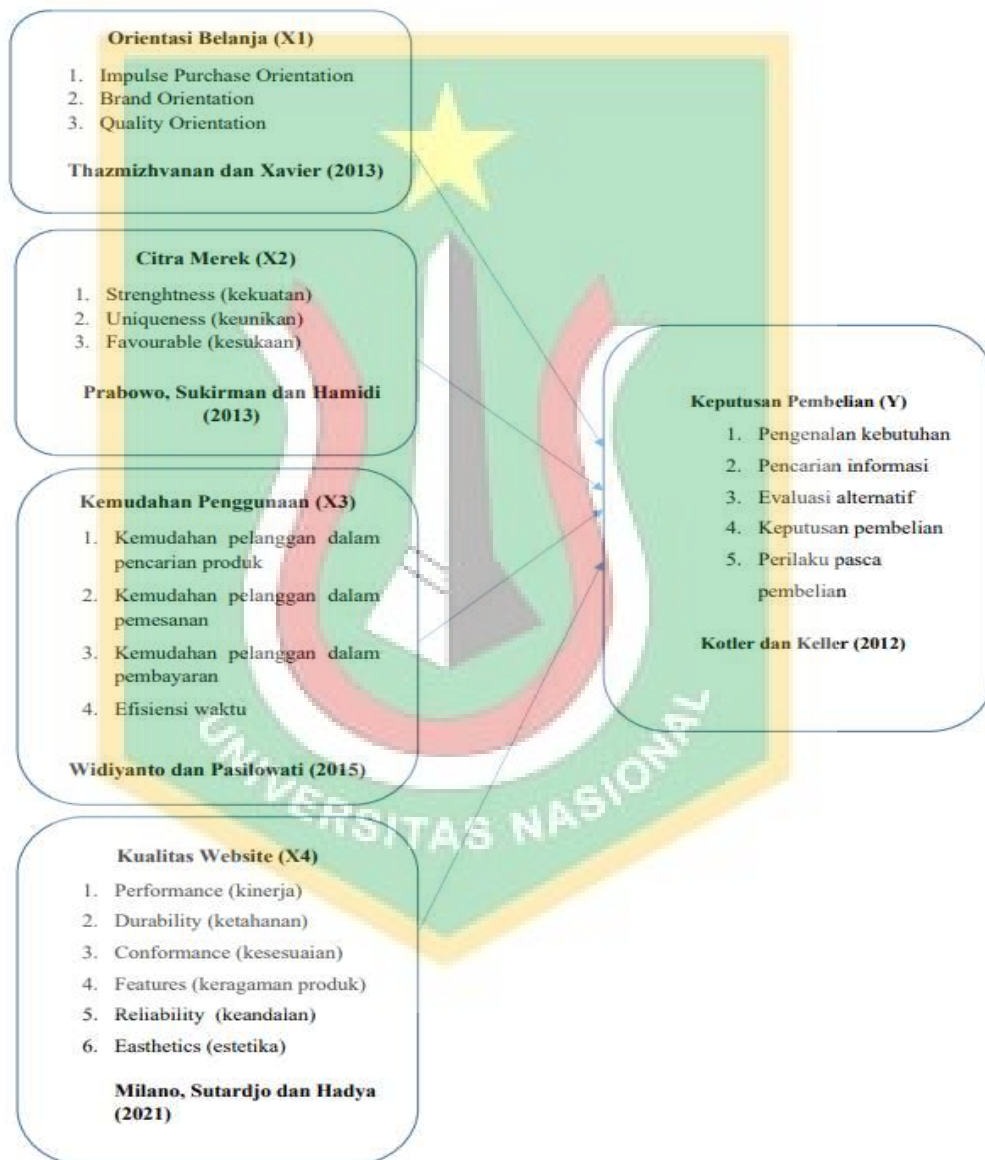 Orientasi Belanja (X1)
1. Impulse Purchase Orientation
2. Brand Orientation
3. Quality Orientation
Thazmizhvanan dan Xavier (2013)
Citra Merek (X2)
1. Strenghtness (kekuatan)
2. Uniqueness (keunikan)
3. Favourable (kesukaan)
Prabowo, Sukirman dan Hamidi
(2013)
Kemudahan Penggunaan (X3)
1. Kemudahan pelanggan dalam
pencarian produk
2. Kemudahan pelanggan dalam
pemesanan
3. Kemudahan pelanggan dalam
pembayaran
4. Efisiensi waktu
Widiyanto dan Pasilowati (2015)
Kualitas Website (X4)
1. Performance (kinerja)
2. Durability (ketahanan)
3. Conformance (kesesuaian)
4. Features (keragaman produk)
5. Reliability (keandalan)
6. Easthetics (estetika)
Milano, Sutardjo dan Hadya
(2021)
Keputusan Pembelian (Y)
1. Pengenalan kebutuhan
2. Pencarian informasi
3. Evaluasi alternatif
4. Keputusan pembelian
5. Perilaku pasca
pembelian
Kotler dan Keller (2012)
UNIVERSITAS NASIONAL